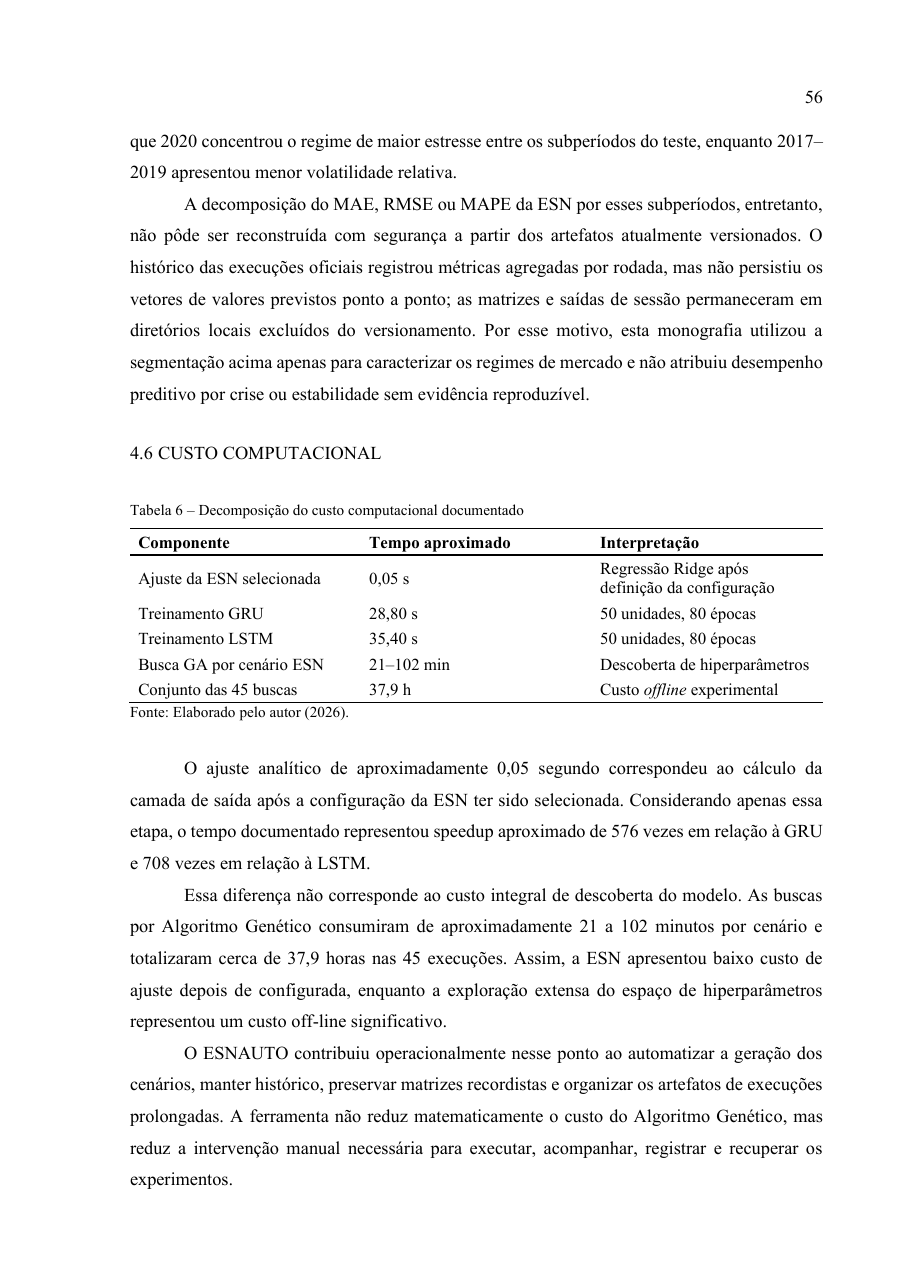 56
que 2020 concentrou o regime de maior estresse entre os subperíodos do teste, enquanto 2017–
2019 apresentou menor volatilidade relativa.
A decomposição do MAE, RMSE ou MAPE da ESN por esses subperíodos, entretanto,
não pôde ser reconstruída com segurança a partir dos artefatos atualmente versionados. O
histórico das execuções oficiais registrou métricas agregadas por rodada, mas não persistiu os
vetores de valores previstos ponto a ponto; as matrizes e saídas de sessão permaneceram em
diretórios locais excluídos do versionamento. Por esse motivo, esta monografia utilizou a
segmentação acima apenas para caracterizar os regimes de mercado e não atribuiu desempenho
preditivo por crise ou estabilidade sem evidência reproduzível.
4.6 CUSTO COMPUTACIONAL
Tabela 6 – Decomposição do custo computacional documentado
Componente Tempo aproximado Interpretação
Ajuste da ESN selecionada 0,05 s Regressão Ridge após
definição da configuração
Treinamento GRU 28,80 s 50 unidades, 80 épocas
Treinamento LSTM 35,40 s 50 unidades, 80 épocas
Busca GA por cenário ESN 21–102 min Descoberta de hiperparâmetros
Conjunto das 45 buscas 37,9 h Custo offline experimental
Fonte: Elaborado pelo autor (2026).
O ajuste analítico de aproximadamente 0,05 segundo correspondeu ao cálculo da
camada de saída após a configuração da ESN ter sido selecionada. Considerando apenas essa
etapa, o tempo documentado representou speedup aproximado de 576 vezes em relação à GRU
e 708 vezes em relação à LSTM.
Essa diferença não corresponde ao custo integral de descoberta do modelo. As buscas
por Algoritmo Genético consumiram de aproximadamente 21 a 102 minutos por cenário e
totalizaram cerca de 37,9 horas nas 45 execuções. Assim, a ESN apresentou baixo custo de
ajuste depois de configurada, enquanto a exploração extensa do espaço de hiperparâmetros
representou um custo off-line significativo.
O ESNAUTO contribuiu operacionalmente nesse ponto ao automatizar a geração dos
cenários, manter histórico, preservar matrizes recordistas e organizar os artefatos de execuções
prolongadas. A ferramenta não reduz matematicamente o custo do Algoritmo Genético, mas
reduz a intervenção manual necessária para executar, acompanhar, registrar e recuperar os
experimentos.